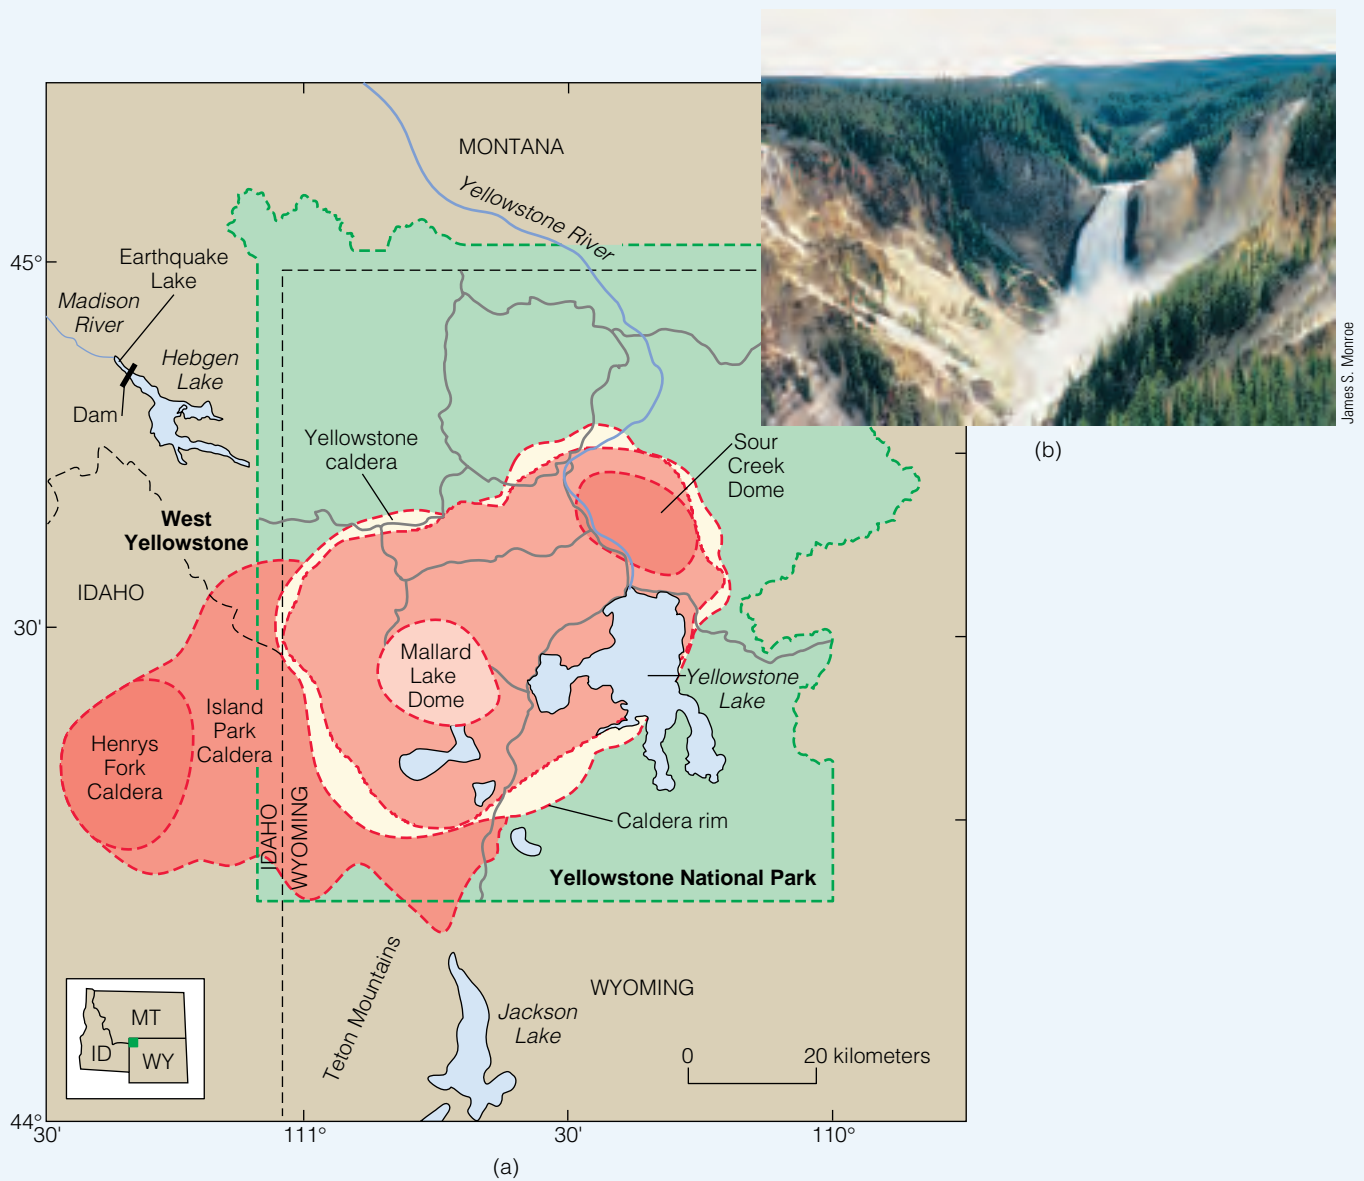 MONTANA
Yellowstone River
45°
Earthquake
Lake
Madison
River
Hebgen
Lake
Dam
Yellowstone
caldera
Sour
Creek
Dome
James S. Monroe
(b)
West
Yellowstone
IDAHO
30'
Mallard
Lake
Dome
Yellowstone
Lake
Island
Park
Caldera
Henrys
Fork
Caldera
IDAHO
WYOMING
Caldera rim
Yellowstone National Park
Teton Mountains
WYOMING
Jackson
Lake
MT
ID
WY
0
20 kilometers
44°
30'
111°
30'
110°
(a)